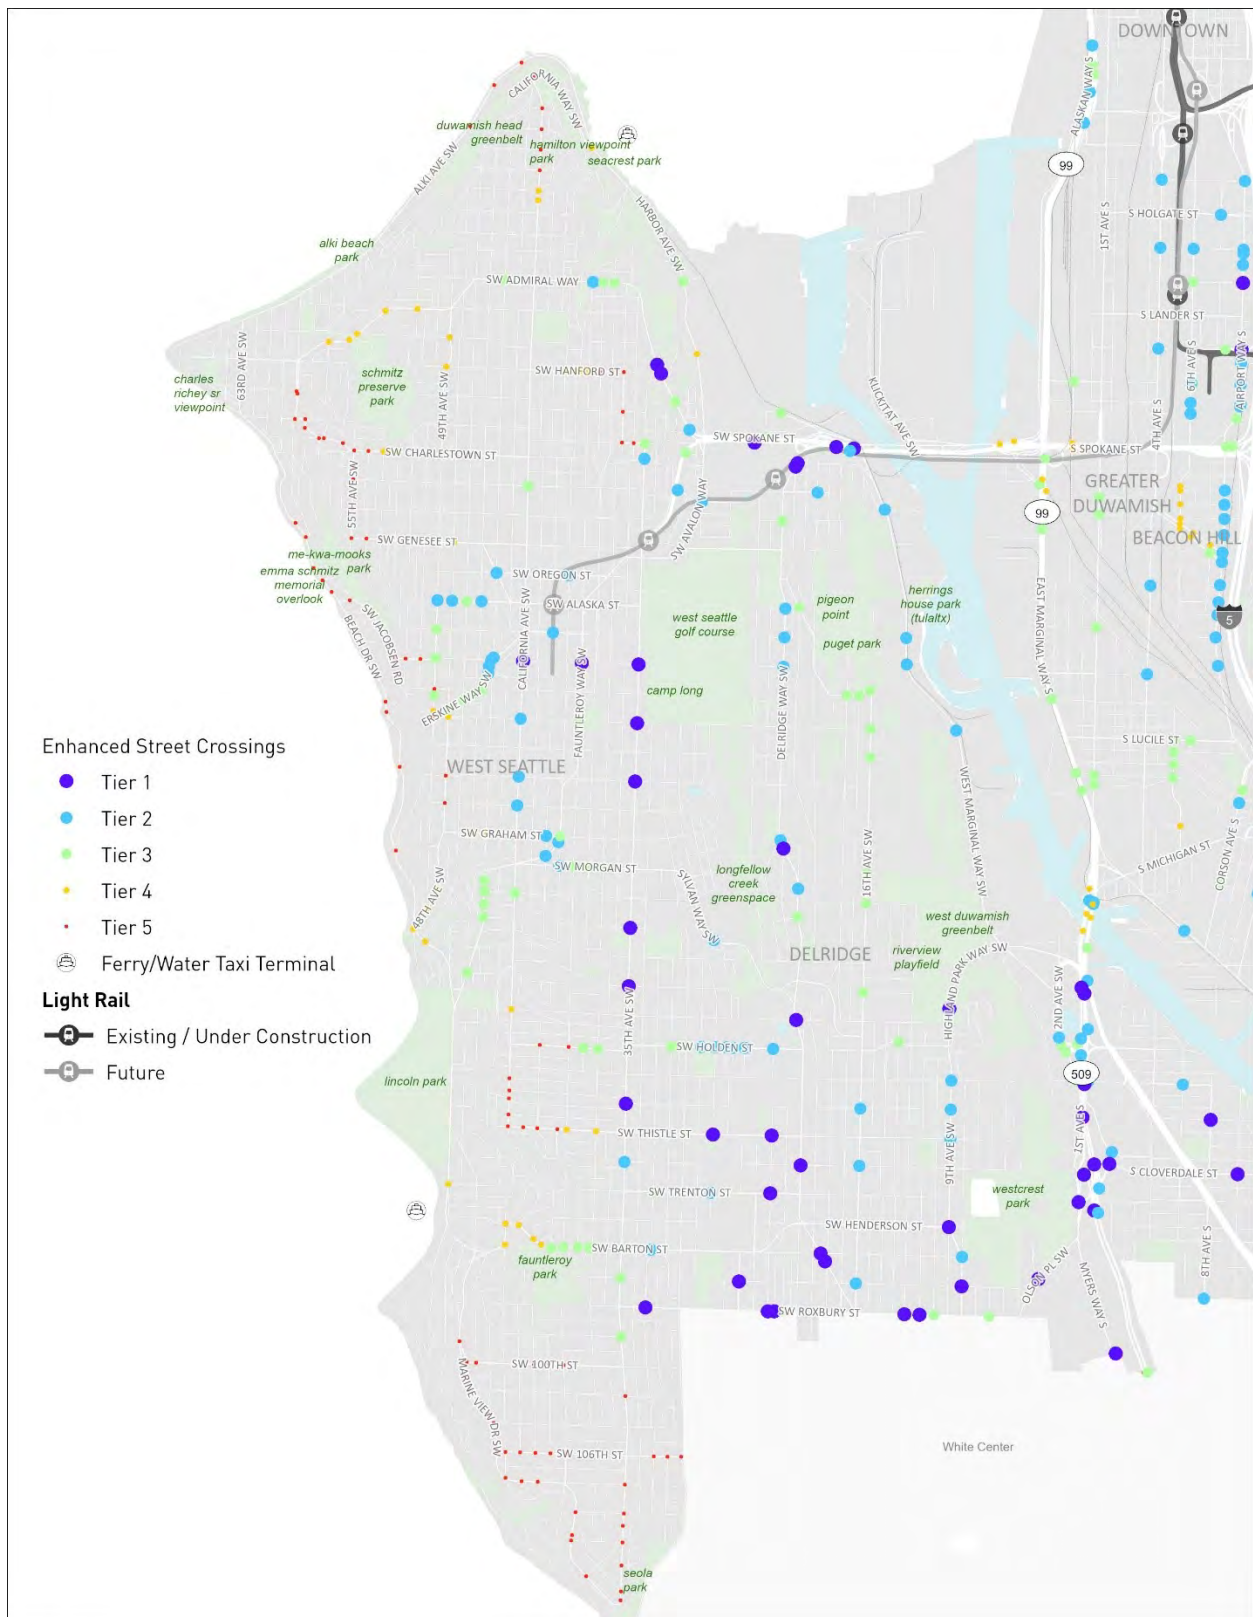 DOWNTOWN
CALIFORNIA WAY SW
ALASKAN WAY S
duwamish head
greenbelt
hamilton viewpoint
park
seacrest park
99
ALKI AVE SW
HARBOR AVE SW
1ST AVE S
S HOLGATE ST
alki beach
park
SW ADMIRAL WAY
S LANDER ST
63RD AVE SW
charles
richey sr
viewpoint
schmitz
preserve
park
49TH AVE SW
SW HANFORD ST
KLICKITAT AVE SW
4TH AVE S
6TH AVE S
AIRPORT WAY S
SW SPOKANE ST
S SPOKANE ST
SW CHARLESTOWN ST
55TH AVE SW
SW AVALON WAY
GREATER
DUWAMISH
99
BEACON HILL
SW GENESEE ST
me-kwa-mooks
park
emma schmitz
memorial
overlook
SW OREGON ST
SW ALASKA ST
west seattle
golf course
pigeon
point
puget park
herrings
house park
(tulaltx)
EAST MARGINAL WAY S
5
SW JACOBSEN RD
BEACH DR SW
CALIFORNIA AVE SW
FAUNTLEROY WAY SW
ERSKINE WAY SW
camp long
DELRIDGE WAY SW
S LUCILE ST
Enhanced Street Crossings
Tier 1
Tier 2
Tier 3
Tier 4
Tier 5
Ferry/Water Taxi Terminal
Light Rail
Existing / Under Construction
Future
WEST SEATTLE
WEST MARGINAL WAY SW
SW GRAHAM ST
SW MORGAN ST
48TH AVE SW
SYLVAN WAY SW
longfellow
creek
greenspace
16TH AVE SW
S MICHIGAN ST
CORSON AVE S
west duwamish
greenbelt
DELRIDGE
riverview
playfield
HIGHLAND PARK WAY SW
2ND AVE SW
35TH AVE SW
SW HOLDEN ST
lincoln park
509
SW THISTLE ST
9TH AVE SW
1ST AVE S
SW TRENTON ST
westcrest
park
S CLOVERDALE ST
SW HENDERSON ST
SW BARTON ST
fauntleroy
park
OLSON PL SW
MYERS WAY S
8TH AVE S
SW ROXBURY ST
MARINE VIEW DR SW
SW 100TH ST
SW 106TH ST
White Center
seola
park